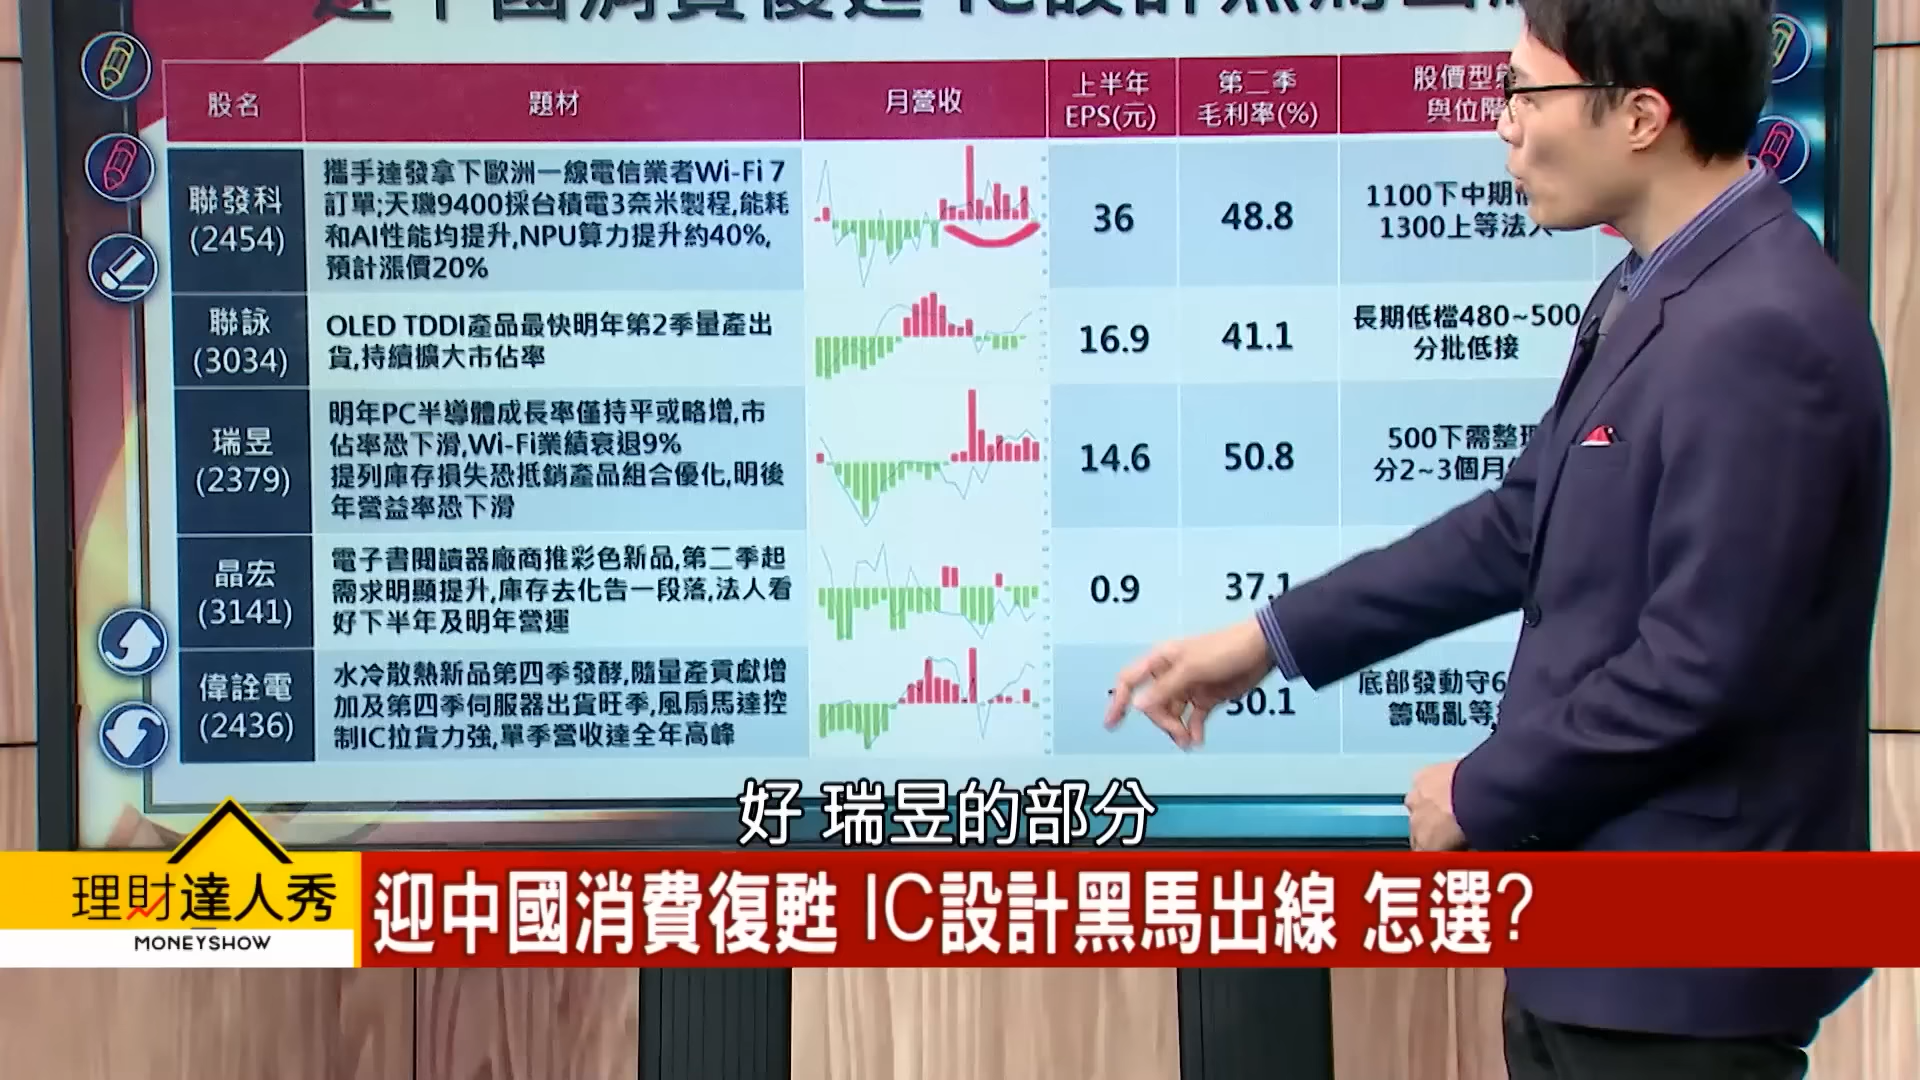 IC設計
股名
題材
月營收
上半年
EPS(元)
第二季
毛利率(%)
股價型
與位階
聯發科
(2454)
攜手達發拿下歐洲一線電信業者Wi-Fi 7
訂單;天璣9400採台積電3奈米製程,能耗
和AI性能均提升,NPU算力提升約40%,
預計漲價20%
36
48.8
1100下中期
1300上等法人
聯詠
(3034)
OLED TDDI產品最快明年第2季量產出
貨,持續擴大市佔率
16.9
41.1
長期低檔480~500
分批低接
瑞昱
(2379)
明年PC半導體成長率僅持平或略增,市
佔率恐下滑,Wi-Fi業績衰退9%
提列庫存損失恐抵銷產品組合優化,明後
年營益率恐下滑
14.6
50.8
500下需整理
分2~3個月
晶宏
(3141)
電子書閱讀器廠商推彩色新品,第二季起
需求明顯提升,庫存去化告一段落,法人看
好下半年及明年營運
0.9
37.1
偉詮電
(2436)
水冷散熱新品第四季發酵,隨量產貢獻增
加及第四季伺服器出貨旺季,風扇馬達控
制IC拉貨力強,單季營收達全年高峰
30.1
底部發動守6
籌碼亂等
好 瑞昱的部分
理財達人秀
MONEYSHOW
迎中國消費復甦 IC設計黑馬出線 怎選?